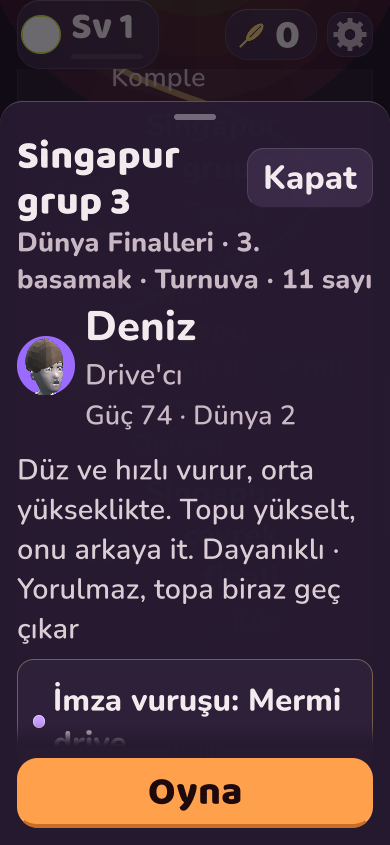 Sv 1
0
Komple
Singapur
grup 3
Kapat
Dünya Finalleri · 3.
basamak · Turnuva · 11 sayı
Deniz
Drive'cı
Güç 74 · Dünya 2
Düz ve hızlı vurur, orta
yükseklikte. Topu yükselt,
onu arkaya it. Dayanıklı ·
Yorulmaz, topa biraz geç
çıkar
İmza vuruşu: Mermi
drive
Oyna